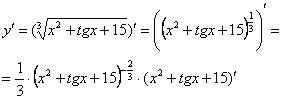 y' = (∛(x² + tgx + 15))' = ((x² + tgx + 15)^(1/3))' =
= 1/3 · (x² + tgx + 15)^(-2/3) · (x² + tgx + 15)'